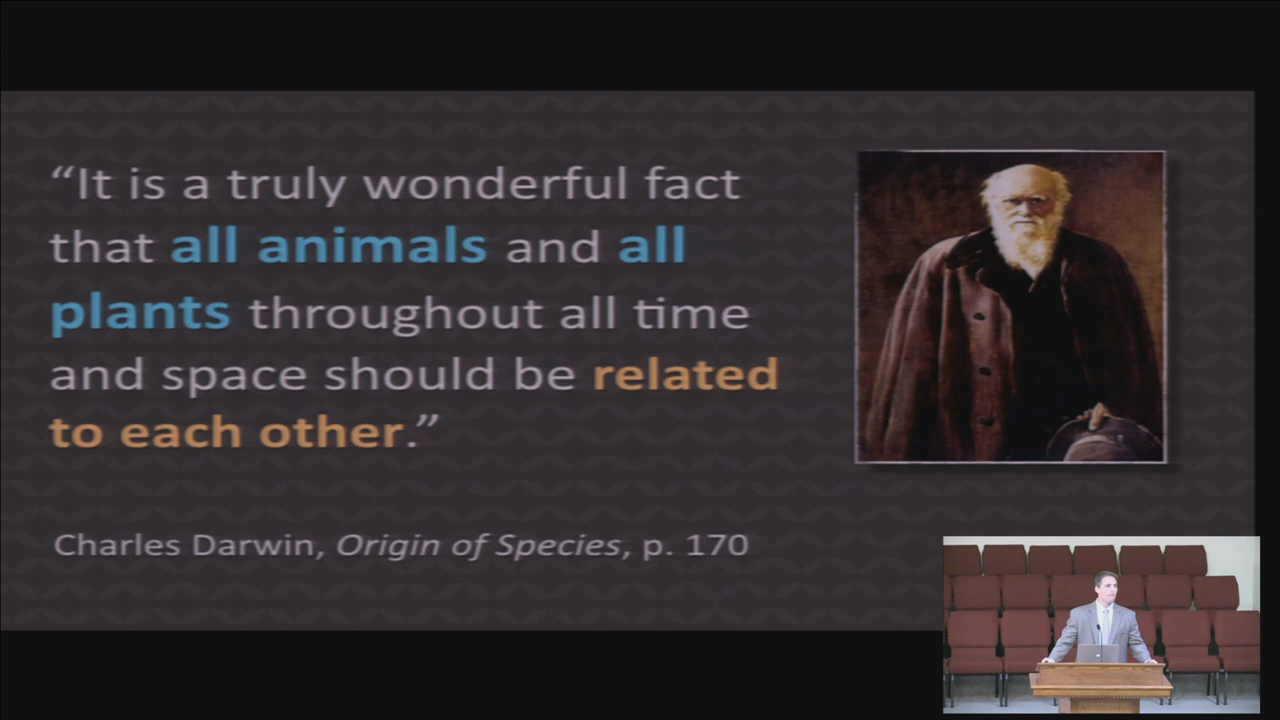 “It is a truly wonderful fact
that all animals and all
plants throughout all time
and space should be related
to each other.”
Charles Darwin, Origin of Species, p. 170